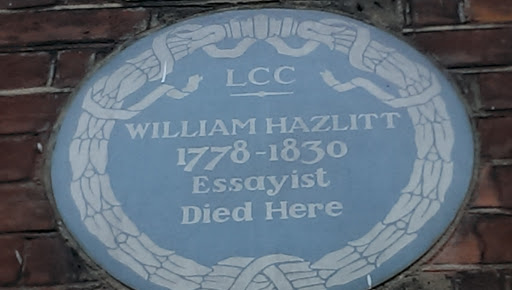 LCC
WILLIAM HAZLITT
1778-1830
Essayist
Died Here